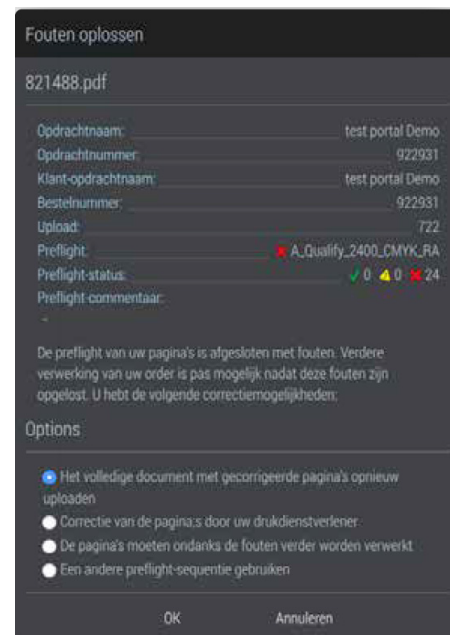 Fouten oplossen
821488.pdf
Opdrachtnaam: test portal Demo
Opdrachtnummer: 922931
Klant-opdrachtnaam: test portal Demo
Bestelnummer: 922931
Upload: 722
Preflight: A_Qualify_2400_CMYK_RA
Preflight-status: 0 0 24
Preflight-commentaar:
-
De preflight van uw pagina's is afgesloten met fouten. Verdere
verwerking van uw order is pas mogelijk nadat deze fouten zijn
opgelost. U hebt de volgende correctiemogelijkheden:
Options
Het volledige document met gecorrigeerde pagina's opnieuw
uploaden
Correctie van de pagina;s door uw drukdienstverlener
De pagina's moeten ondanks de fouten verder worden verwerkt
Een andere preflight-sequentie gebruiken
OK Annuleren